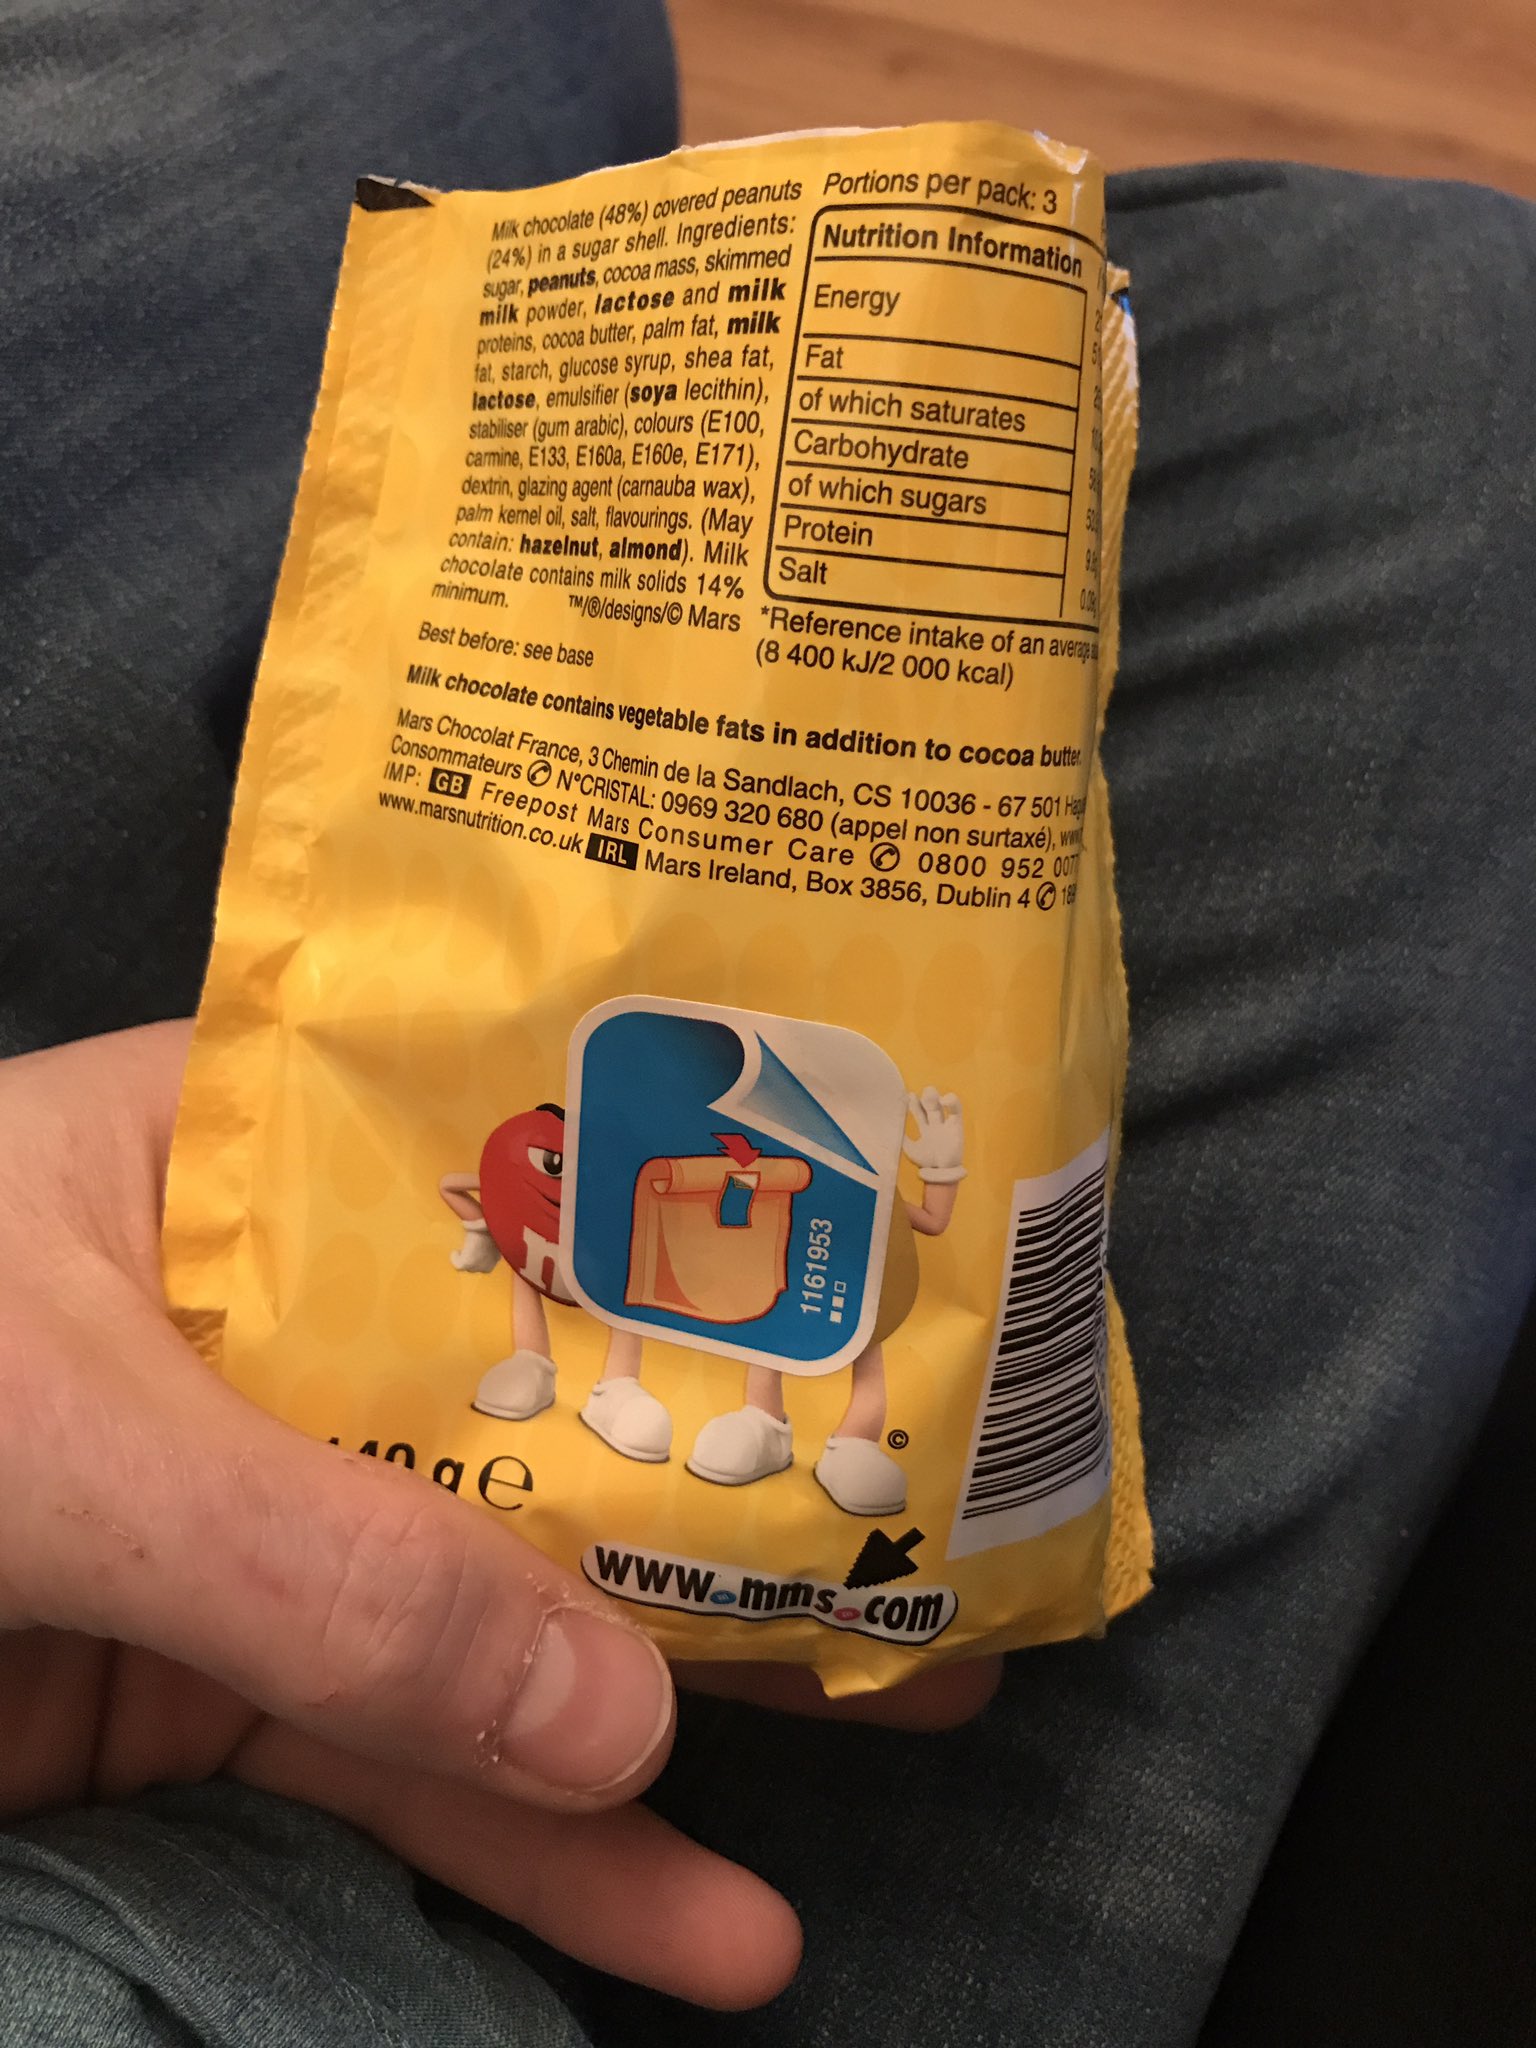 Milk chocolate (48%) covered peanuts
(24%) in a sugar shell. Ingredients:
sugar, peanuts, cocoa mass, skimmed
milk powder, lactose and milk
proteins, cocoa butter, palm fat, milk
fat, starch, glucose syrup, shea fat,
lactose, emulsifier (soya lecithin),
stabiliser (gum arabic), colours (E100,
carmine, E133, E160a, E160e, E171),
dextrin, glazing agent (carnauba wax),
palm kernel oil, salt, flavourings. (May
contain: hazelnut, almond). Milk
chocolate contains milk solids 14%
minimum. ™/®/designs/© Mars
Best before: see base
Portions per pack: 3
Nutrition Information
Energy
Fat
of which saturates
Carbohydrate
of which sugars
Protein
Salt
*Reference intake of an average
(8 400 kJ/2 000 kcal)
Milk chocolate contains vegetable fats in addition to cocoa butter.
Mars Chocolat France, 3 Chemin de la Sandlach, CS 10036 - 67 501
Consommateurs N°CRISTAL: 0969 320 680 (appel non surtaxé),
IMP: GB Freepost Mars Consumer Care 0800 952
www.marsnutrition.co.uk IRL Mars Ireland, Box 3856, Dublin 4
m
1161953
©
g e
www.mms.com